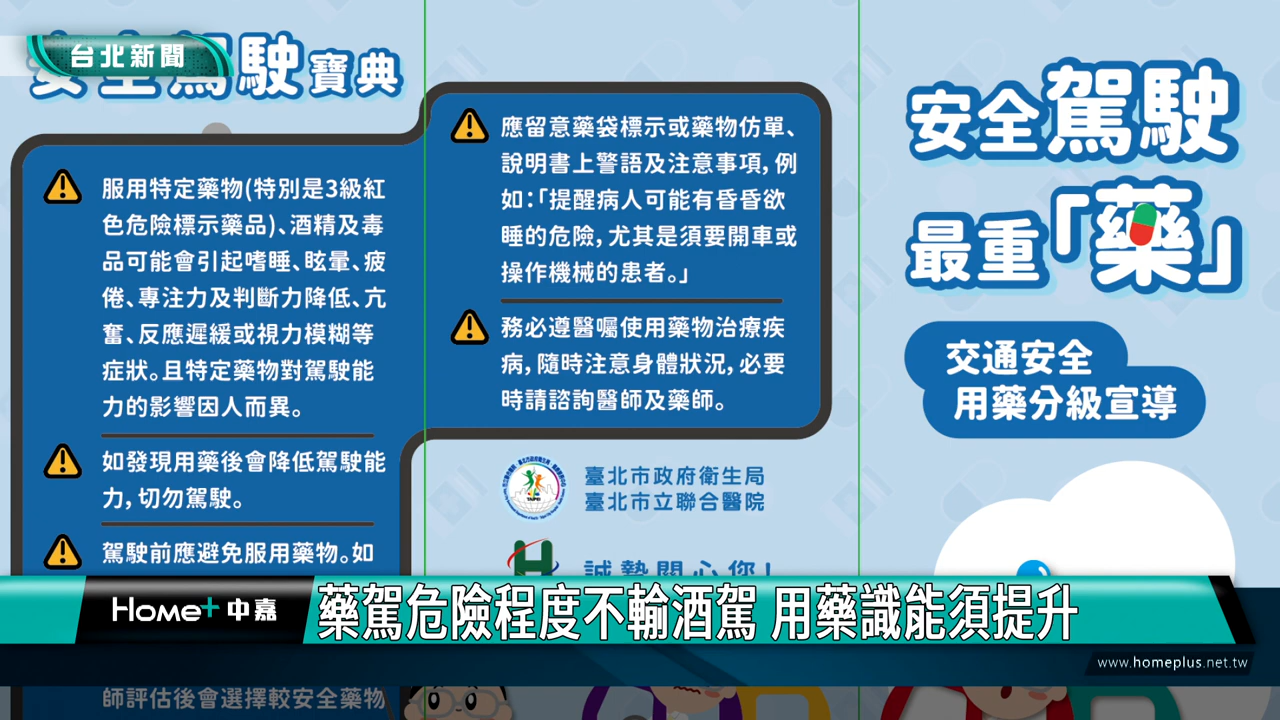 台北新聞
安全駕駛寶典
服用特定藥物(特別是3級紅
色危險標示藥品)、酒精及毒
品可能會引起嗜睡、眩暈、疲
倦、專注力及判斷力降低、亢
奮、反應遲緩或視力模糊等
症狀。且特定藥物對駕駛能
力的影響因人而異。
如發現用藥後會降低駕駛能
力,切勿駕駛。
駕駛前應避免服用藥物。如
師評估後會選擇較安全藥物
應留意藥袋標示或藥物仿單、
說明書上警語及注意事項,例
如:「提醒病人可能有昏昏欲
睡的危險,尤其是須要開車或
操作機械的患者。」
務必遵醫囑使用藥物治療疾
病,隨時注意身體狀況,必要
時請諮詢醫師及藥師。
臺北市政府衛生局
臺北市立聯合醫院
誠摯關心您!
安全駕駛
最重「藥」
交通安全
用藥分級宣導
Home+中嘉
藥駕危險程度不輸酒駕 用藥識能須提升
www.homeplus.net.tw